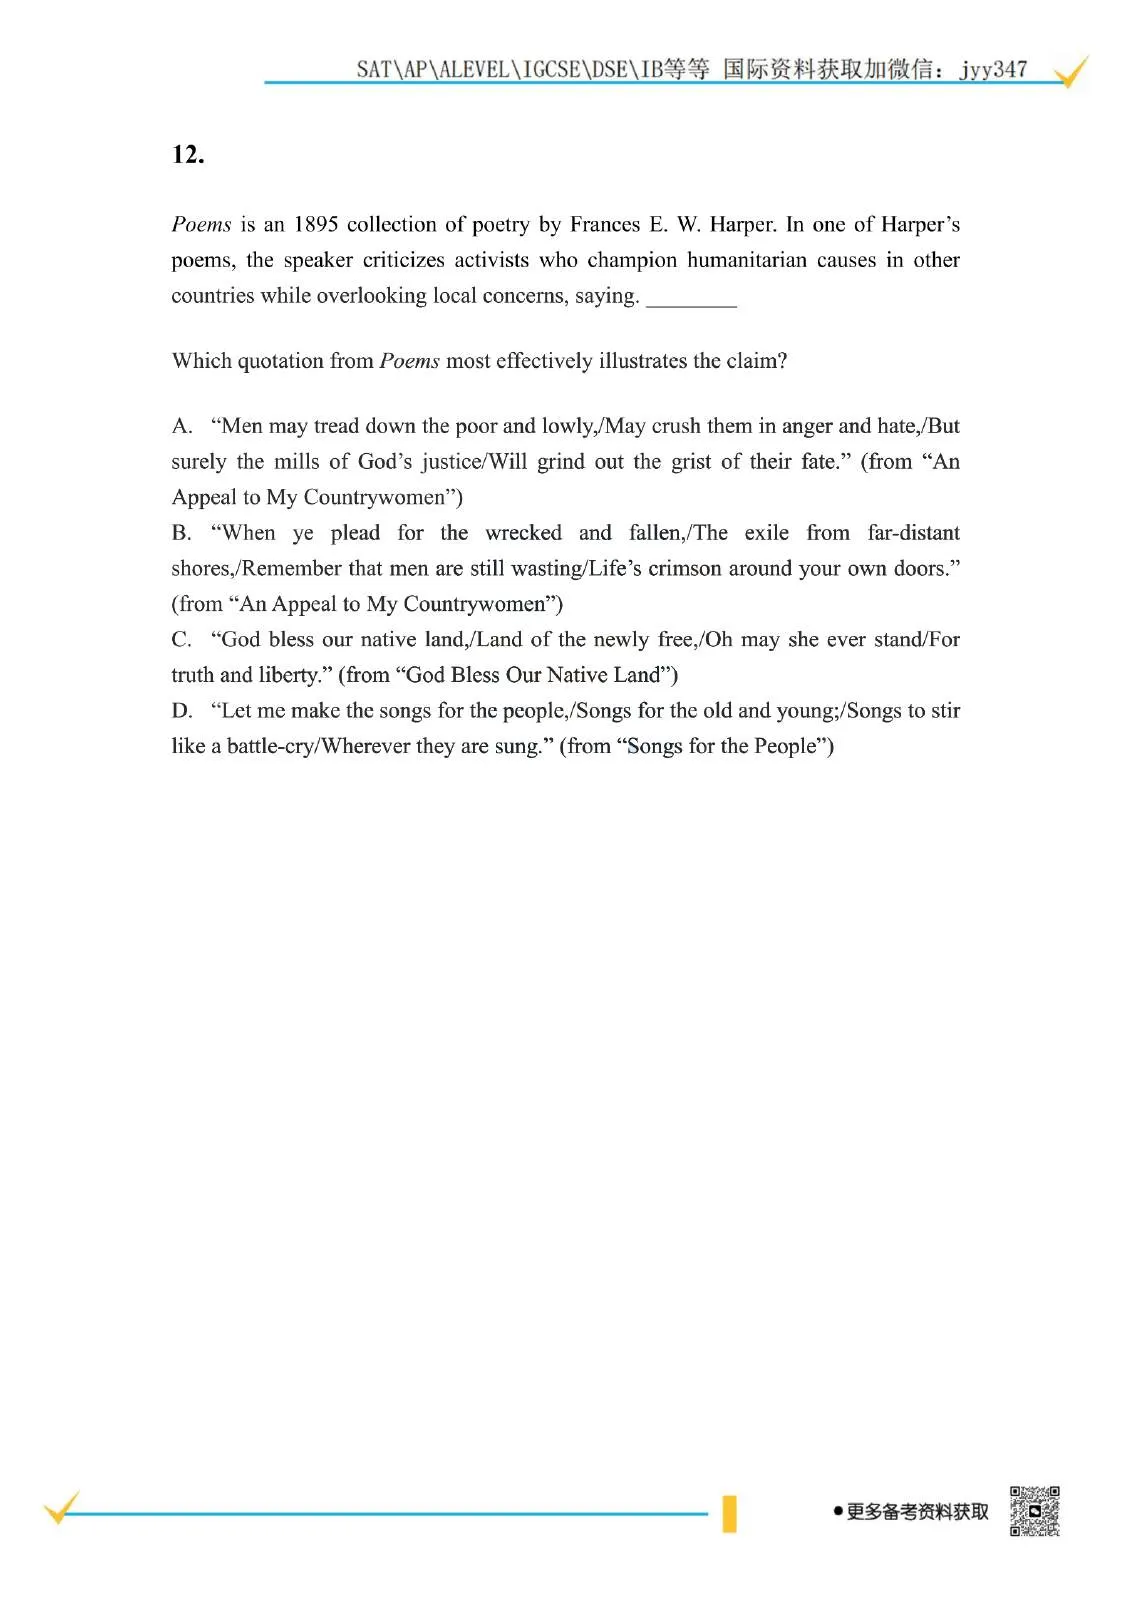 SAT\AP\ALEVEL\IGCSE\DSE\IB等等 国际资料获取加微信：jyy347
12.
Poems is an 1895 collection of poetry by Frances E. W. Harper. In one of Harper’s
poems, the speaker criticizes activists who champion humanitarian causes in other
countries while overlooking local concerns, saying. ________
Which quotation from Poems most effectively illustrates the claim?
A. “Men may tread down the poor and lowly,/May crush them in anger and hate,/But
surely the mills of God’s justice/Will grind out the grist of their fate.” (from “An
Appeal to My Countrywomen”)
B. “When ye plead for the wrecked and fallen,/The exile from far-distant
shores,/Remember that men are still wasting/Life’s crimson around your own doors.”
(from “An Appeal to My Countrywomen”)
C. “God bless our native land,/Land of the newly free,/Oh may she ever stand/For
truth and liberty.” (from “God Bless Our Native Land”)
D. “Let me make the songs for the people,/Songs for the old and young;/Songs to stir
like a battle-cry/Wherever they are sung.” (from “Songs for the People”)
●更多备考资料获取